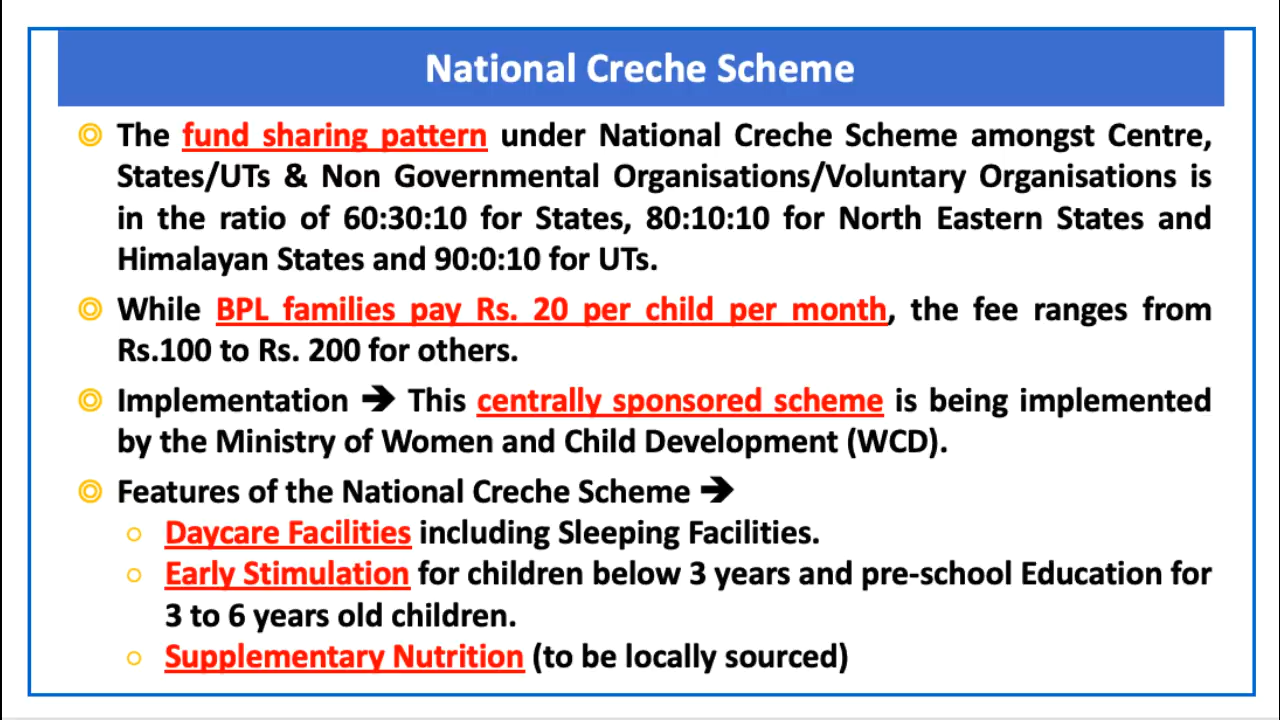 National Creche Scheme
The fund sharing pattern under National Creche Scheme amongst Centre,
States/UTs & Non Governmental Organisations/Voluntary Organisations is
in the ratio of 60:30:10 for States, 80:10:10 for North Eastern States and
Himalayan States and 90:0:10 for UTs.
While BPL families pay Rs. 20 per child per month, the fee ranges from
Rs.100 to Rs. 200 for others.
Implementation ➔ This centrally sponsored scheme is being implemented
by the Ministry of Women and Child Development (WCD).
Features of the National Creche Scheme ➔
Daycare Facilities including Sleeping Facilities.
Early Stimulation for children below 3 years and pre-school Education for
3 to 6 years old children.
Supplementary Nutrition (to be locally sourced)